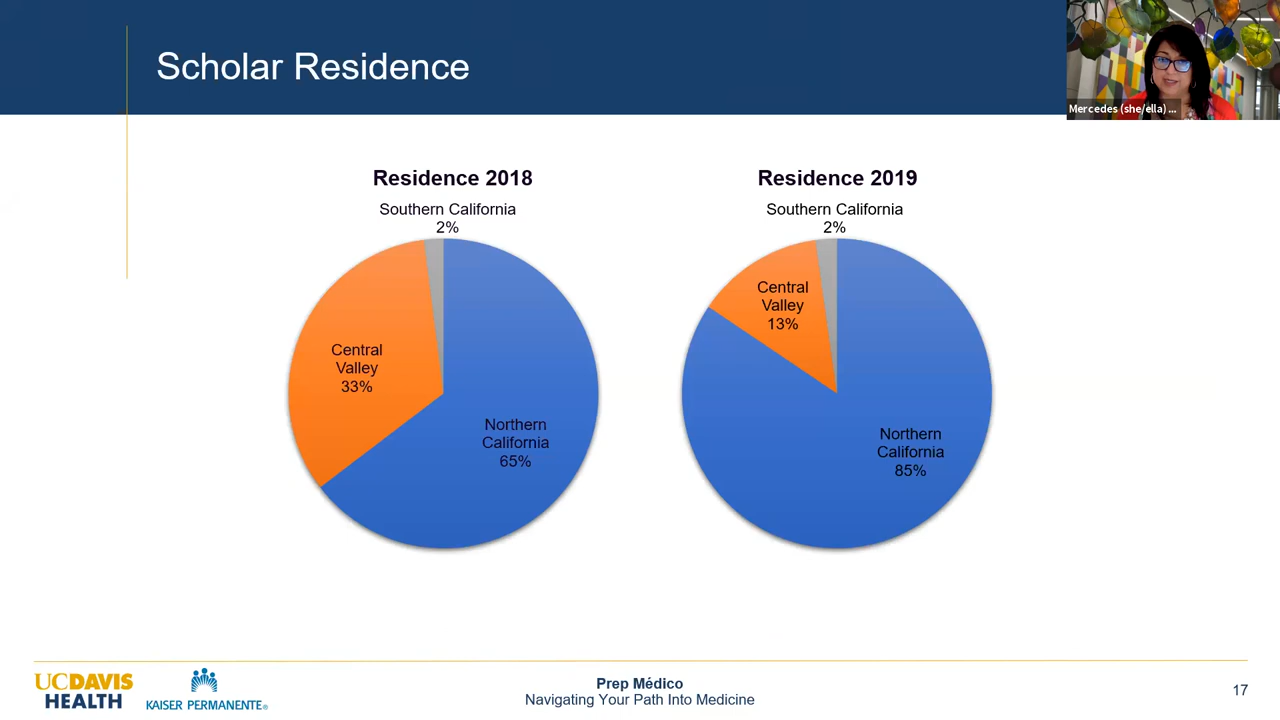 Scholar Residence
Mercedes (she/ella) ...
Residence 2018
Southern California
2%
Central
Valley
33%
Northern
California
65%
Residence 2019
Southern California
2%
Central
Valley
13%
Northern
California
85%
UCDAVIS
HEALTH
KAISER PERMANENTE®
Prep Médico
Navigating Your Path Into Medicine
17